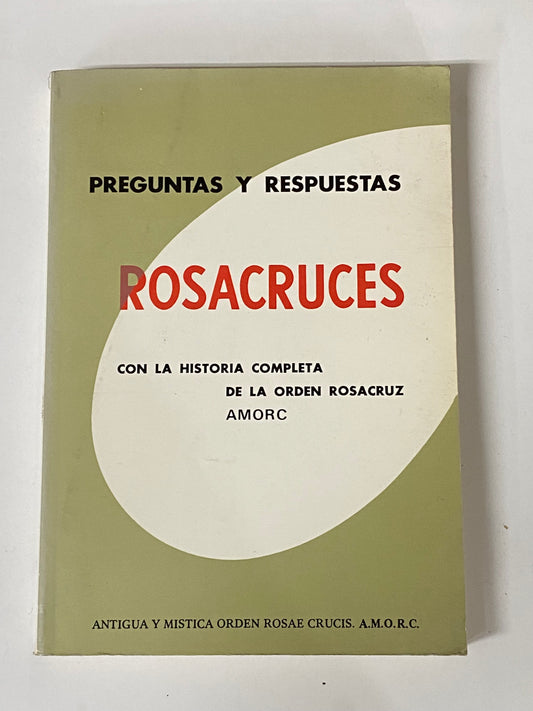 PREGUNTAS Y RESPUESTAS
ROSACRUCES
CON LA HISTORIA COMPLETA
DE LA ORDEN ROSACRUZ
AMORC
ANTIGUA Y MISTICA ORDEN ROSAE CRUCIS. A.M.O.R.C.